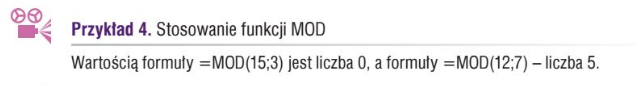 Przykład 4. Stosowanie funkcji MOD
Wartością formuły =MOD(15;3) jest liczba 0, a formuły =MOD(12;7) – liczba 5.